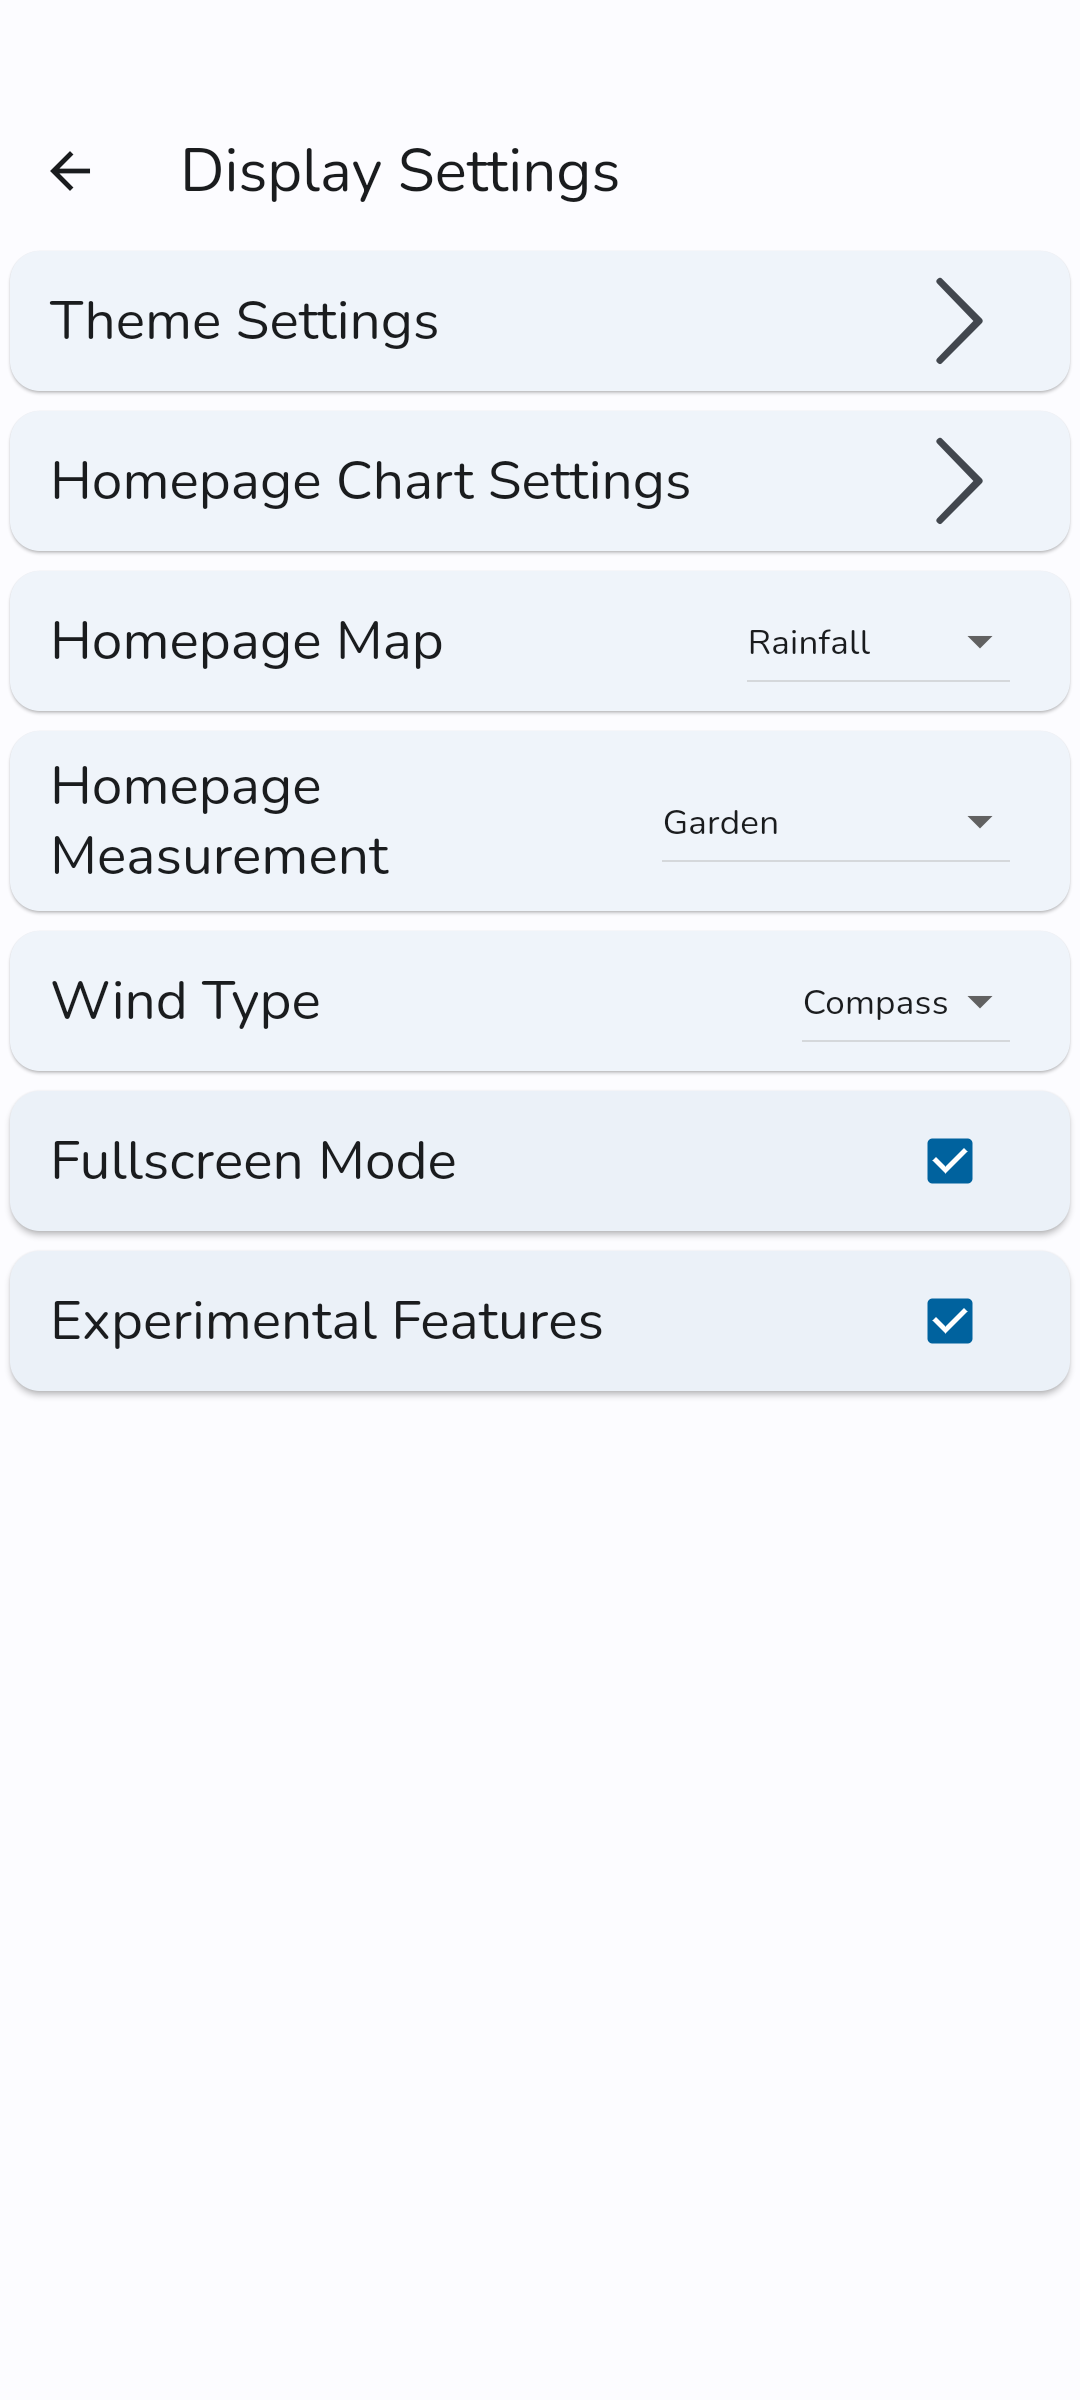 Display Settings
Theme Settings
Homepage Chart Settings
Homepage Map
Rainfall
Homepage
Measurement
Garden
Wind Type
Compass
Fullscreen Mode
Experimental Features